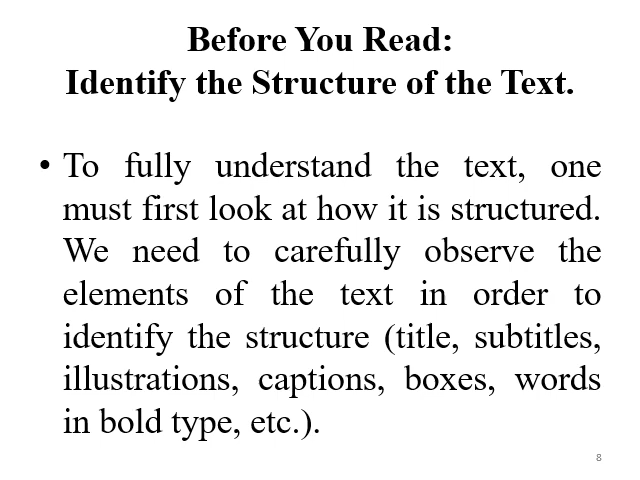 Before You Read:
Identify the Structure of the Text.
• To fully understand the text, one
must first look at how it is structured.
We need to carefully observe the
elements of the text in order to
identify the structure (title, subtitles,
illustrations, captions, boxes, words
in bold type, etc.).
8